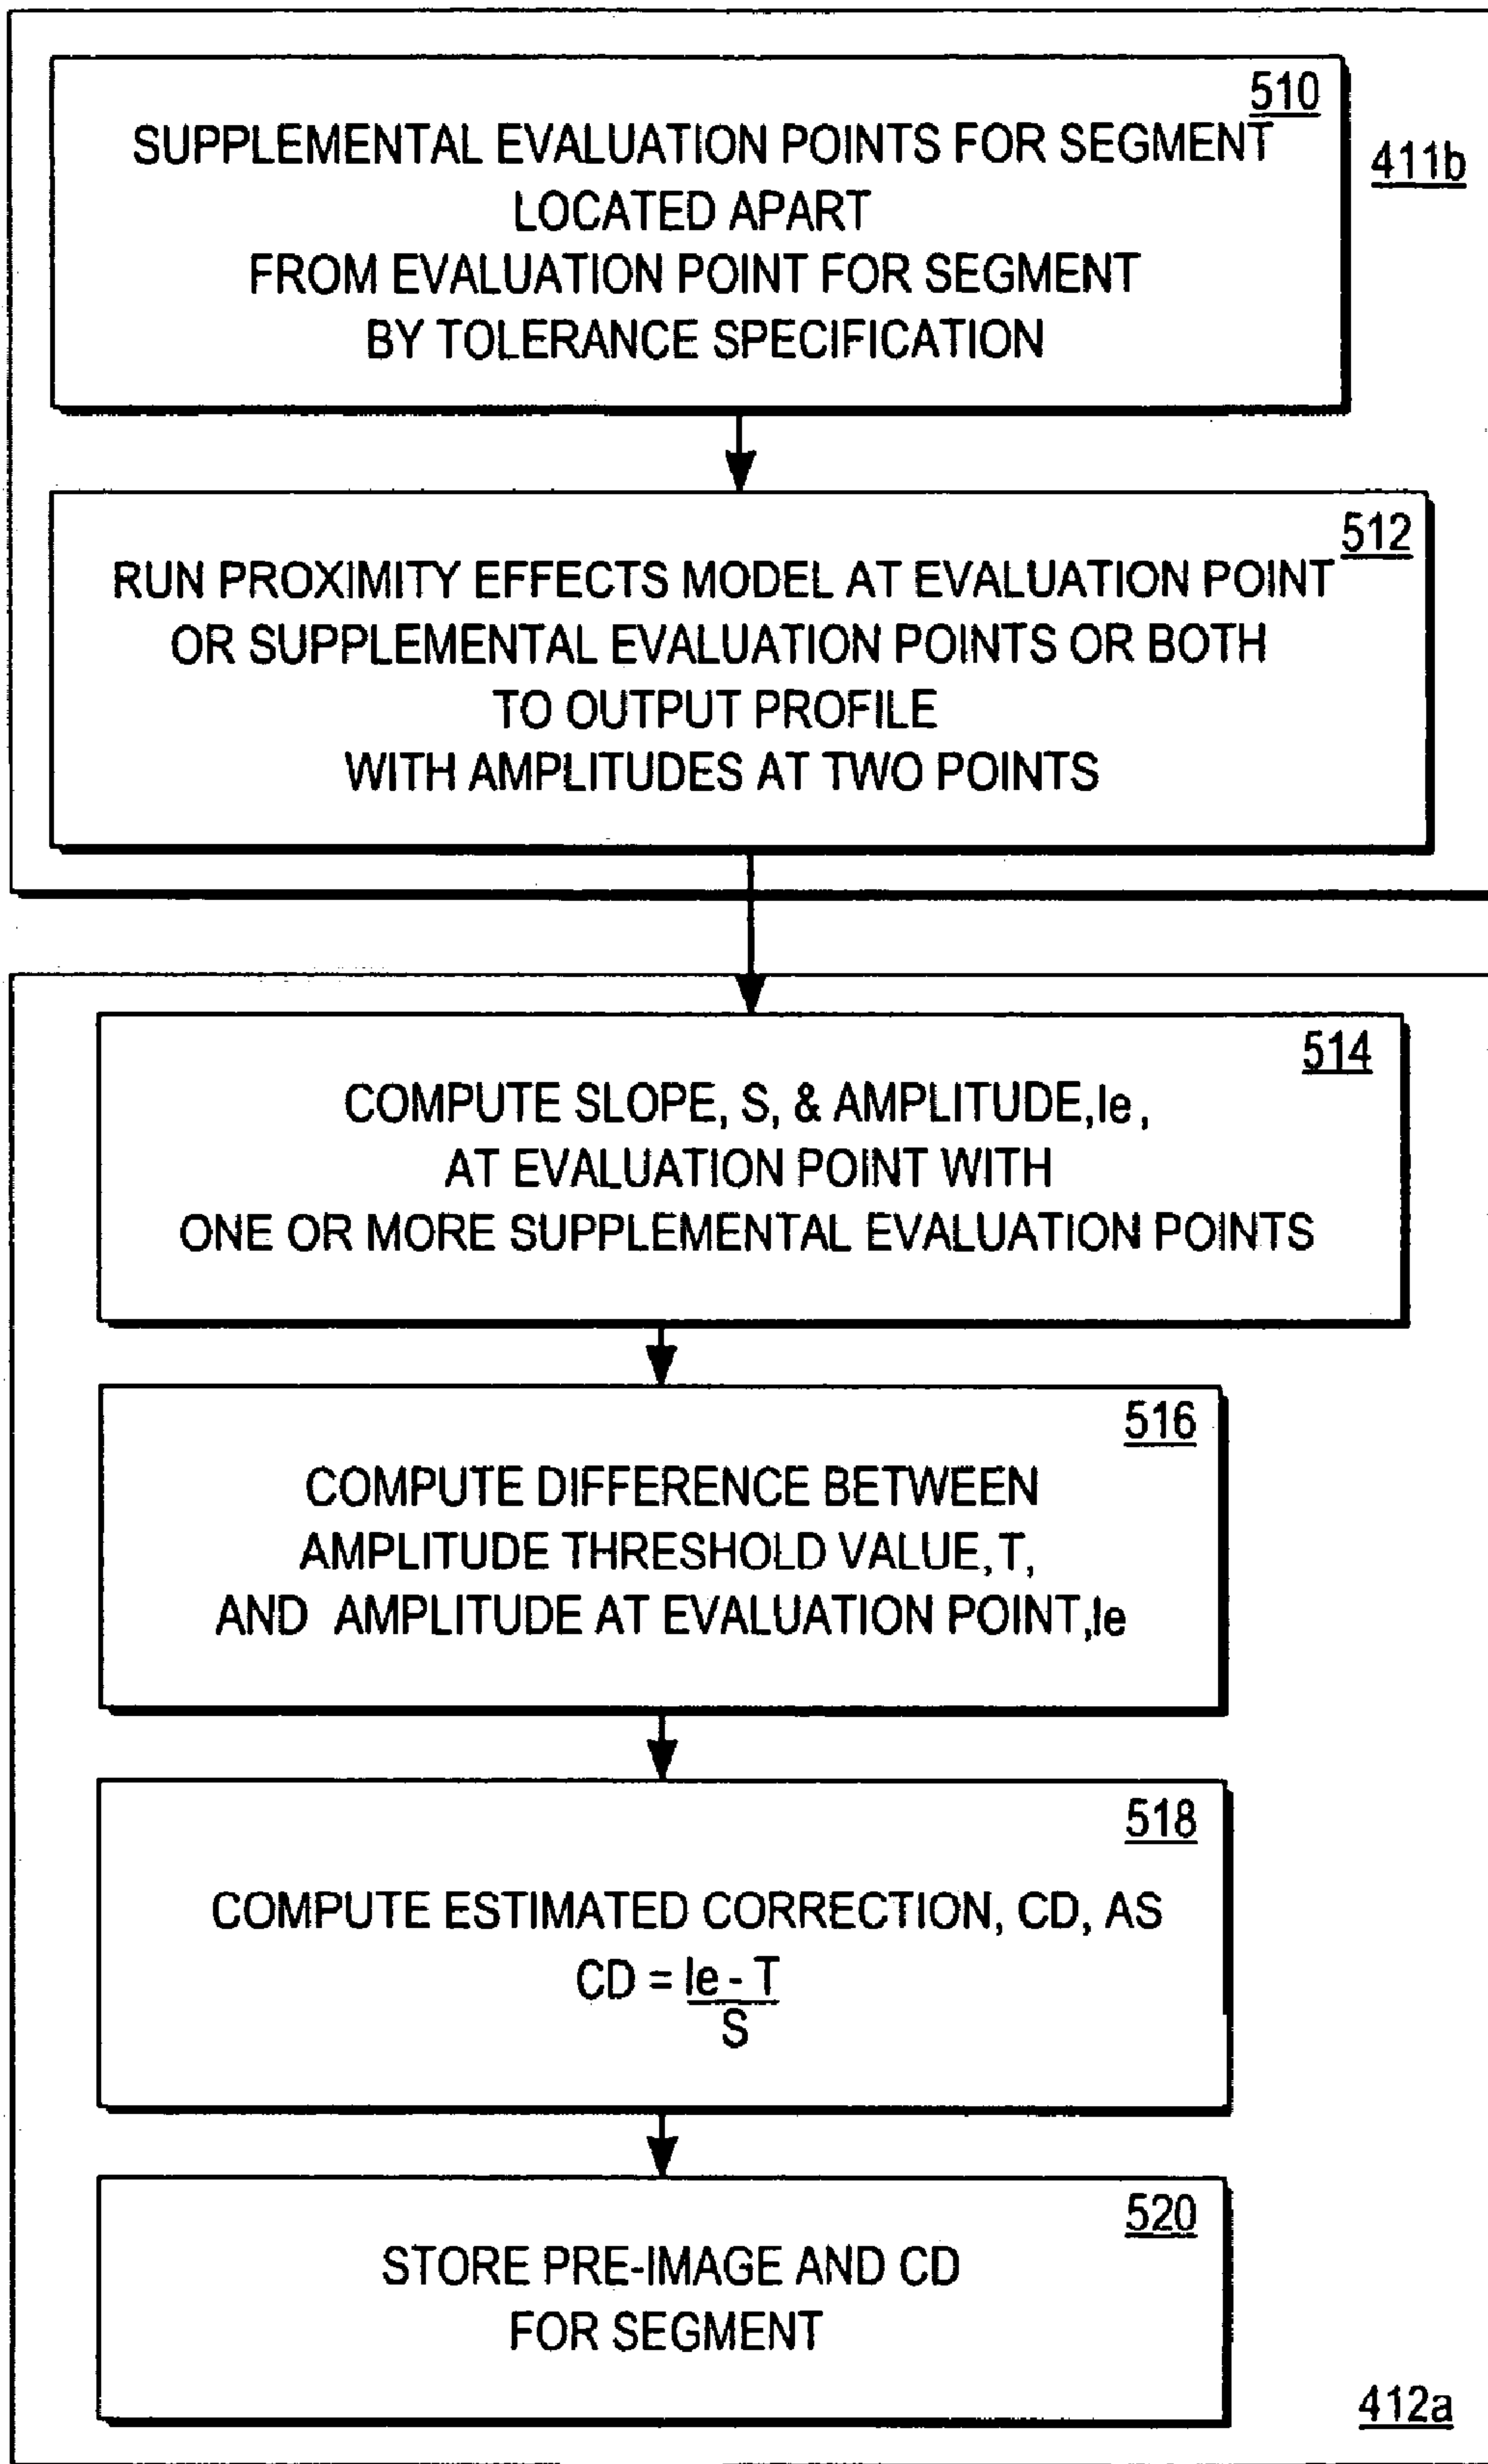 510
SUPPLEMENTAL EVALUATION POINTS FOR SEGMENT
LOCATED APART
FROM EVALUATION POINT FOR SEGMENT
BY TOLERANCE SPECIFICATION
411b
512
RUN PROXIMITY EFFECTS MODEL AT EVALUATION POINT
OR SUPPLEMENTAL EVALUATION POINTS OR BOTH
TO OUTPUT PROFILE
WITH AMPLITUDES AT TWO POINTS
514
COMPUTE SLOPE, S, & AMPLITUDE,Ie,
AT EVALUATION POINT WITH
ONE OR MORE SUPPLEMENTAL EVALUATION POINTS
516
COMPUTE DIFFERENCE BETWEEN
AMPLITUDE THRESHOLD VALUE,T,
AND AMPLITUDE AT EVALUATION POINT,Ie
518
COMPUTE ESTIMATED CORRECTION, CD, AS
CD = Ie - T
S
520
STORE PRE-IMAGE AND CD
FOR SEGMENT
412a